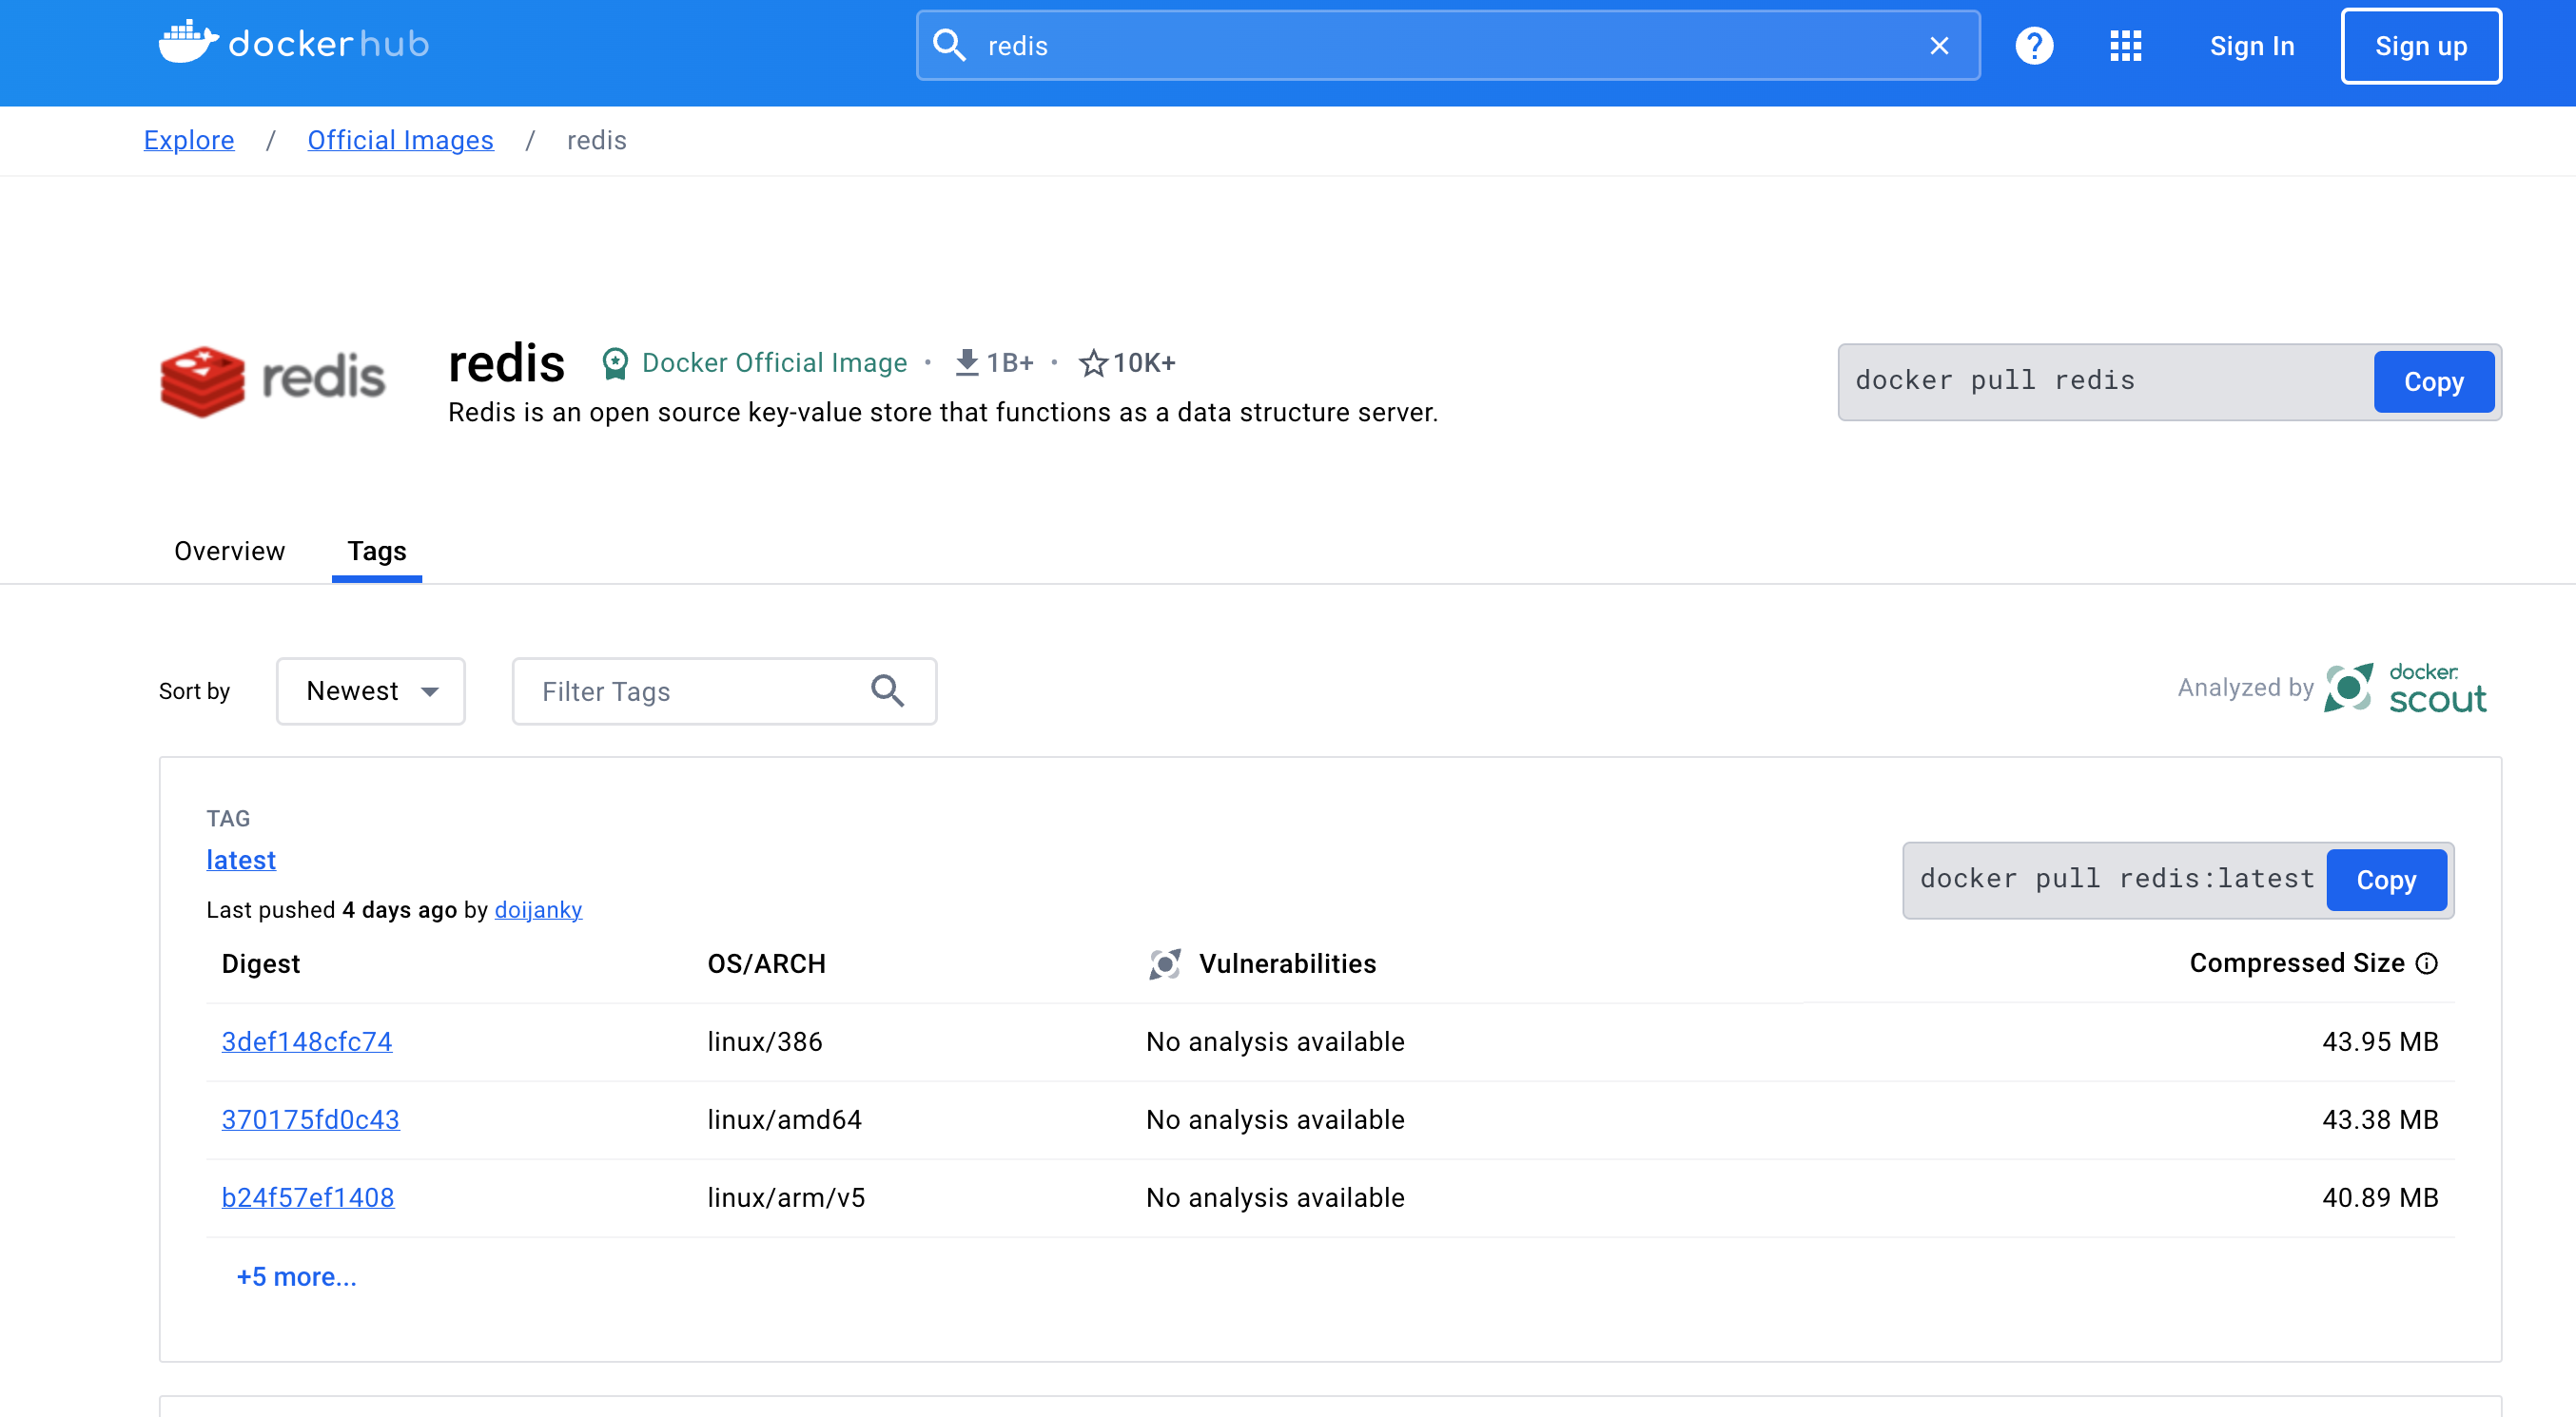 docker hub
redis
Sign In
Sign up
Explore / Official Images / redis
redis
redis Docker Official Image • 1B+ • 10K+
Redis is an open source key-value store that functions as a data structure server.
docker pull redis
Copy
Overview
Tags
Sort by
Newest
Filter Tags
Analyzed by docker scout
TAG
latest
Last pushed 4 days ago by doijanky
docker pull redis:latest
Copy
Digest OS/ARCH Vulnerabilities Compressed Size
3def148cfc74 linux/386 No analysis available 43.95 MB
370175fd0c43 linux/amd64 No analysis available 43.38 MB
b24f57ef1408 linux/arm/v5 No analysis available 40.89 MB
+5 more...